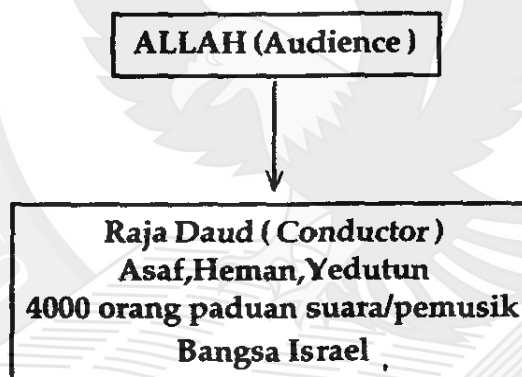 ALLAH (Audience)
Raja Daud ( Conductor )
Asaf,Heman,Yedutun
4000 orang paduan suara/pemusik
Bangsa Israel